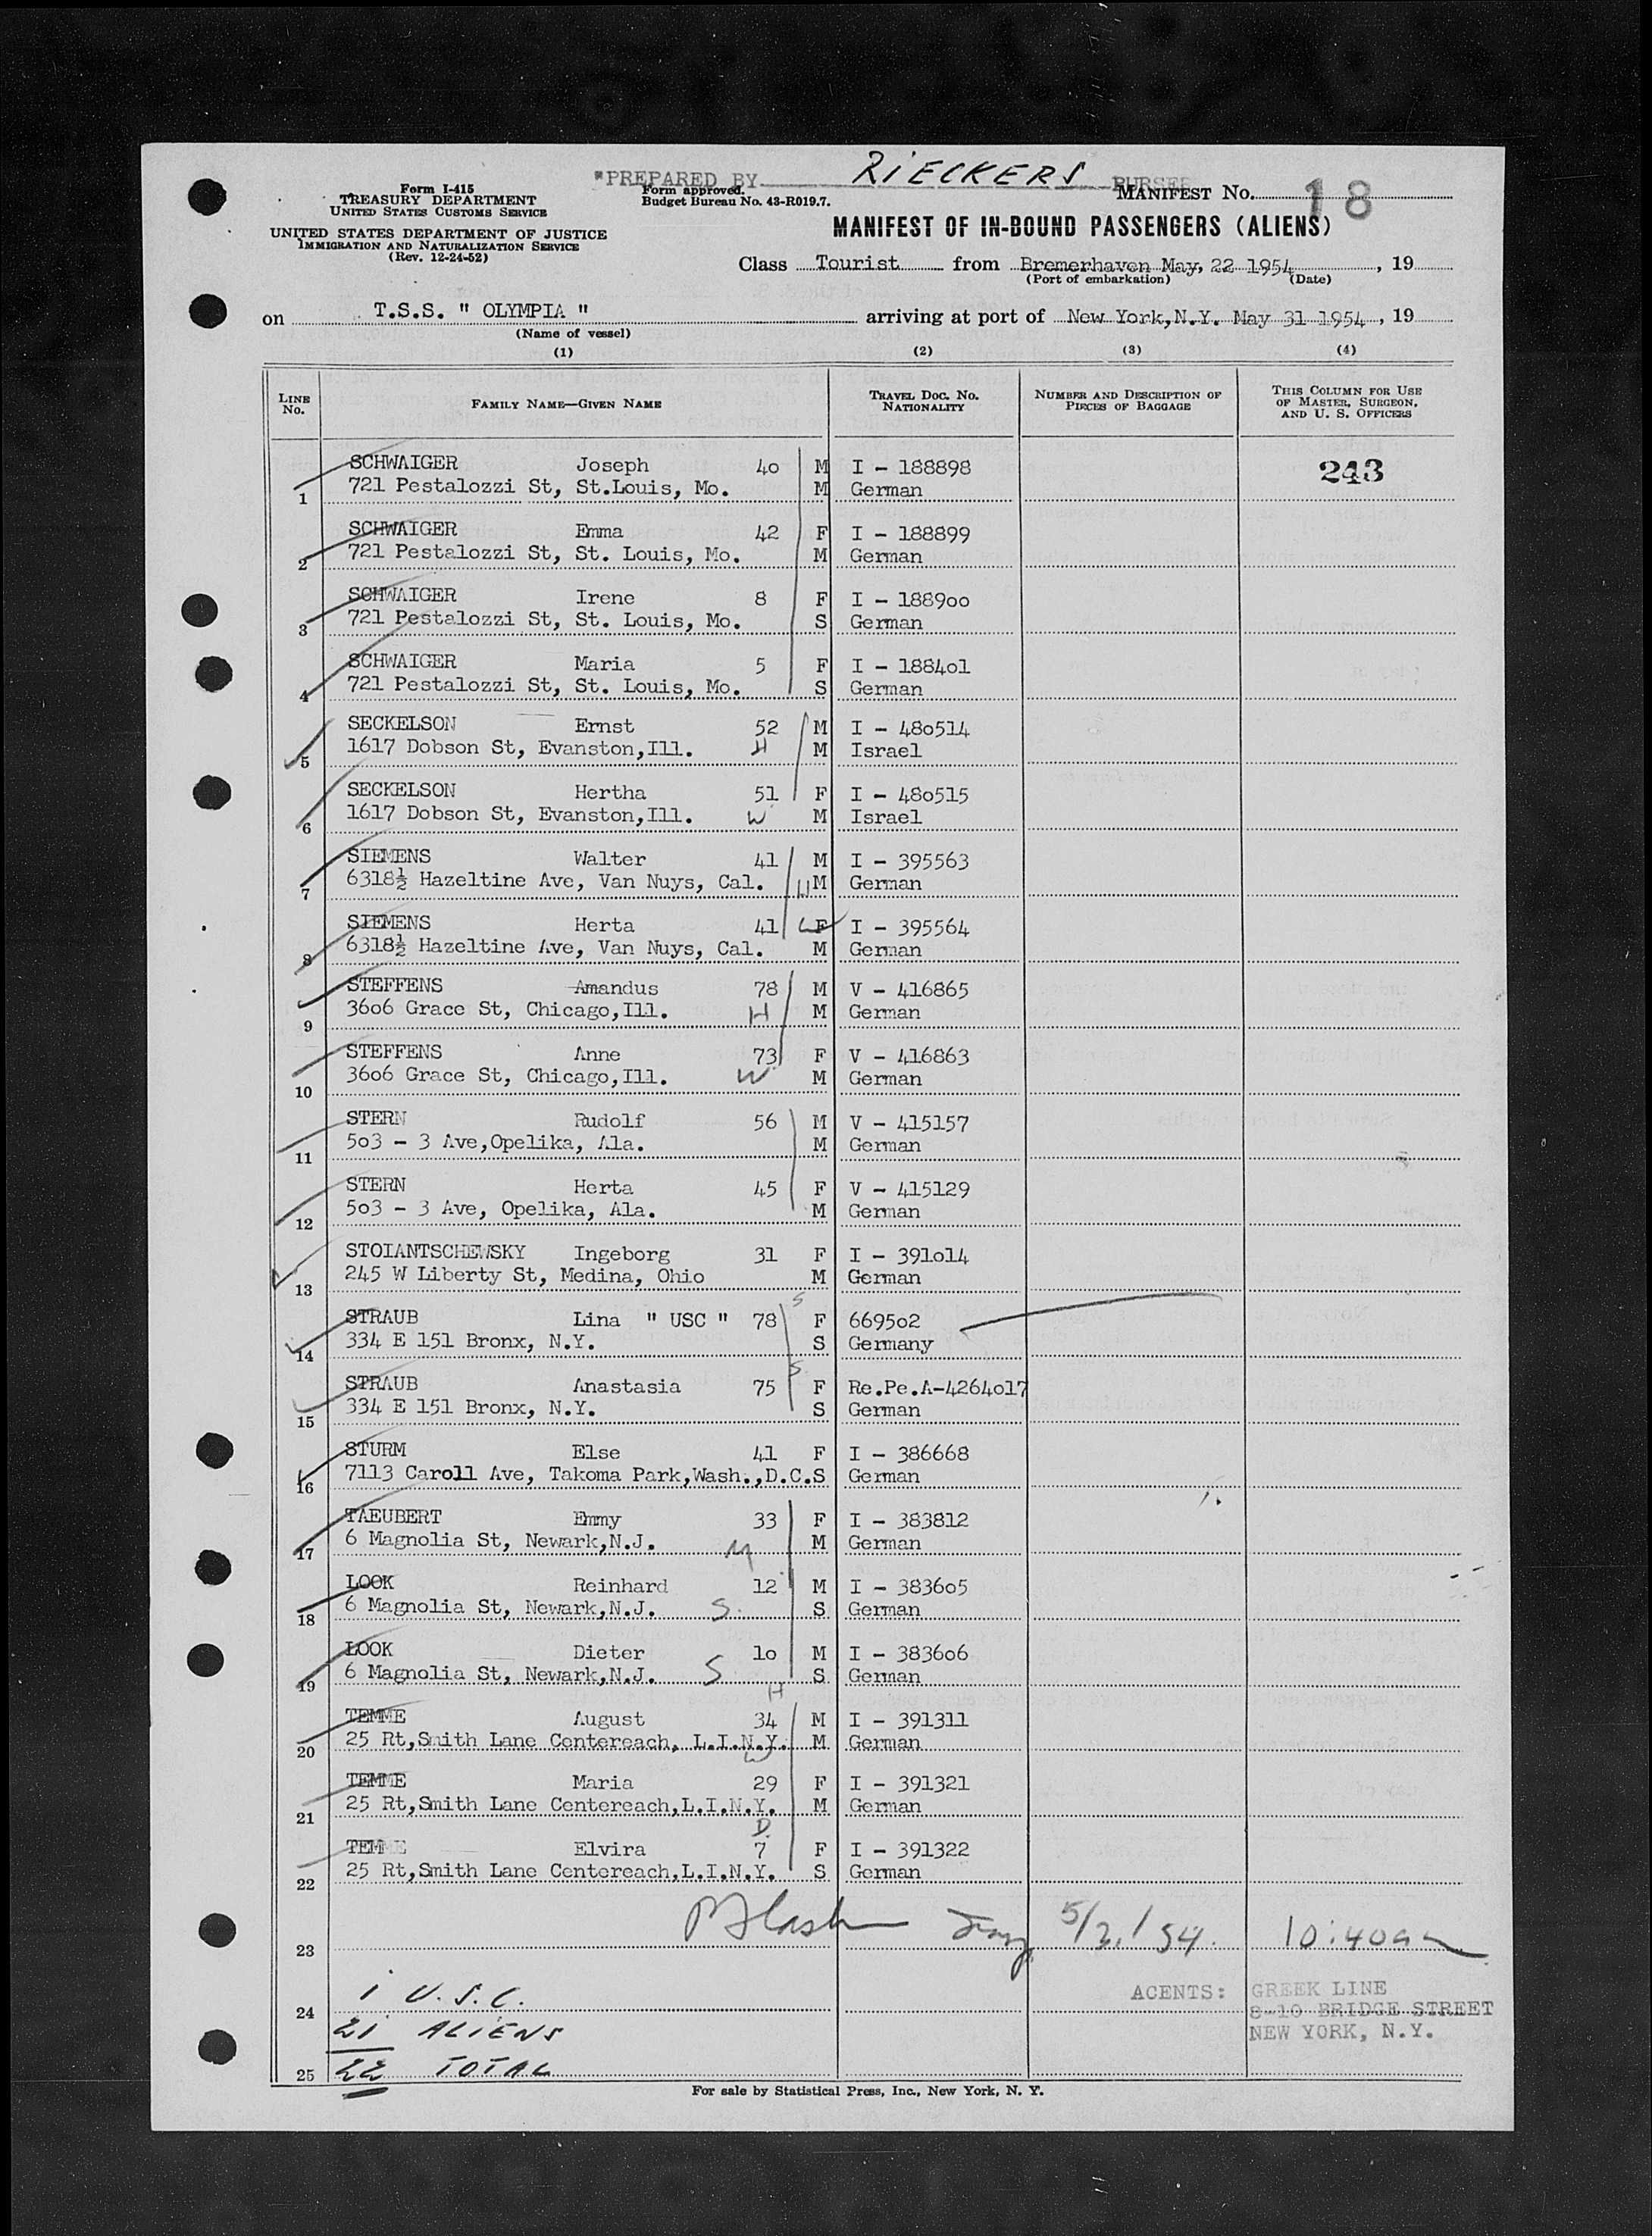 *PREPARED BY RIECKERS PURSER
Form I-415
TREASURY DEPARTMENT
UNITED STATES CUSTOMS SERVICE
UNITED STATES DEPARTMENT OF JUSTICE
IMMIGRATION AND NATURALIZATION SERVICE
(Rev. 12-24-52)
Form approved.
Budget Bureau No. 43-R019.7.
MANIFEST No. 18
MANIFEST OF IN-BOUND PASSENGERS (ALIENS)
Class Tourist from Bremerhaven May, 22 1954, 19
(Port of embarkation) (Date)
on T.S.S. " OLYMPIA " arriving at port of New York,N.Y. May 31 1954, 19
(Name of vessel)
(1) (2) (3) (4)
LINE No. FAMILY NAME—GIVEN NAME TRAVEL DOC. NO. NATIONALITY NUMBER AND DESCRIPTION OF PIECES OF BAGGAGE THIS COLUMN FOR USE OF MASTER, SURGEON, AND U. S. OFFICERS
SCHWAIGER Joseph 40 M I - 188898 243
1 721 Pestalozzi St, St.Louis, Mo. M German
SCHWAIGER Emma 42 F I - 188899
2 721 Pestalozzi St, St. Louis, Mo. M German
SCHWAIGER Irene 8 F I - 188900
3 721 Pestalozzi St, St. Louis, Mo. S German
SCHWAIGER Maria 5 F I - 188401
4 721 Pestalozzi St, St. Louis, Mo. S German
SECKELSON Ernst 52 M I - 480514
5 1617 Dobson St, Evanston,Ill. H M Israel
SECKELSON Hertha 51 F I - 480515
6 1617 Dobson St, Evanston,Ill. W M Israel
SIEMENS Walter 41 M I - 395563
7 6318½ Hazeltine Ave, Van Nuys, Cal. H M German
SIEMENS Herta 41 W F I - 395564
8 6318½ Hazeltine Ave, Van Nuys, Cal. M German
STEFFENS Amandus 78 M V - 416865
9 3606 Grace St, Chicago,Ill. H M German
STEFFENS Anne 73 F V - 416863
10 3606 Grace St, Chicago,Ill. W M German
STERN Rudolf 56 M V - 415157
11 503 - 3 Ave,Opelika, Ala. M German
STERN Herta 45 F V - 415129
12 503 - 3 Ave, Opelika, Ala. M German
STOIANTSCHEWSKY Ingeborg 31 F I - 391014
13 245 W Liberty St, Medina, Ohio M German
S
STRAUB Lina " USC " 78 F 669502
14 334 E 151 Bronx, N.Y. S Germany
S
STRAUB Anastasia 75 F Re.Pe.A-4264017
15 334 E 151 Bronx, N.Y. S German
STURM Else 41 F I - 386668
16 7113 Caroll Ave, Takoma Park,Wash.,D.C.S German
TAEUBERT Emmy 33 F I - 383812
17 6 Magnolia St, Newark,N.J. M M German
LOOK Reinhard 12 M I - 383605
18 6 Magnolia St, Newark,N.J. S. S German
LOOK Dieter 10 M I - 383606
19 6 Magnolia St, Newark,N.J. S S German
H
TEMME August 34 M I - 391311
20 25 Rt,Smith Lane Centereach, L.I.N.Y. M German
W
TEMME Maria 29 F I - 391321
21 25 Rt,Smith Lane Centereach,L.I.N.Y. M German
D.
TEMME Elvira 7 F I - 391322
22 25 Rt,Smith Lane Centereach,L.I.N.Y. S German
23 10:40am
24 1 U.S.C. AGENTS: GREEK LINE
21 ALIENS 8-10 BRIDGE STREET
NEW YORK, N.Y.
25 22 TOTAL
For sale by Statistical Press, Inc., New York, N. Y.